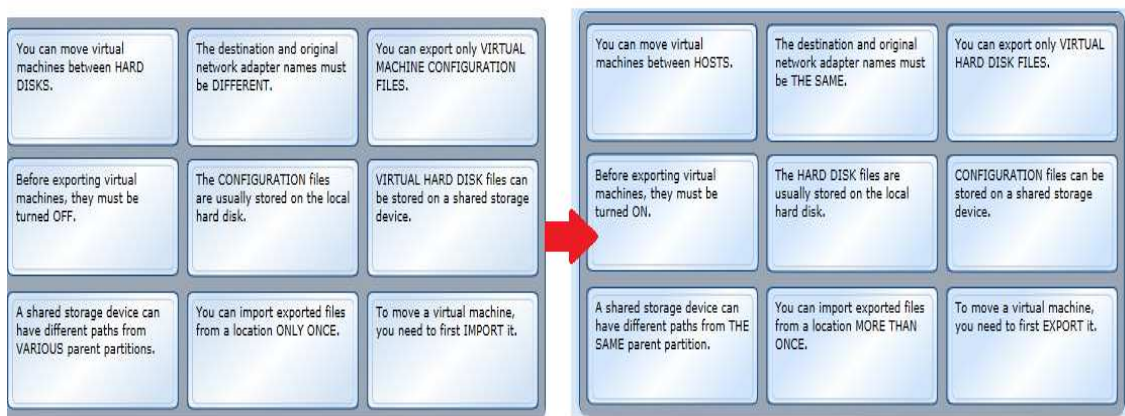 You can move virtual
machines between HARD
DISKS.
The destination and original
network adapter names must
be DIFFERENT.
You can export only VIRTUAL
MACHINE CONFIGURATION
FILES.
Before exporting virtual
machines, they must be
turned OFF.
The CONFIGURATION files
are usually stored on the local
hard disk.
VIRTUAL HARD DISK files can
be stored on a shared storage
device.
A shared storage device can
have different paths from
VARIOUS parent partitions.
You can import exported files
from a location ONLY ONCE.
To move a virtual machine,
you need to first IMPORT it.
You can move virtual
machines between HOSTS.
The destination and original
network adapter names must
be THE SAME.
You can export only VIRTUAL
HARD DISK FILES.
Before exporting virtual
machines, they must be
turned ON.
The HARD DISK files are
usually stored on the local
hard disk.
CONFIGURATION files can be
stored on a shared storage
device.
A shared storage device can
have different paths from THE
SAME parent partition.
You can import exported files
from a location MORE THAN
ONCE.
To move a virtual machine,
you need to first EXPORT it.